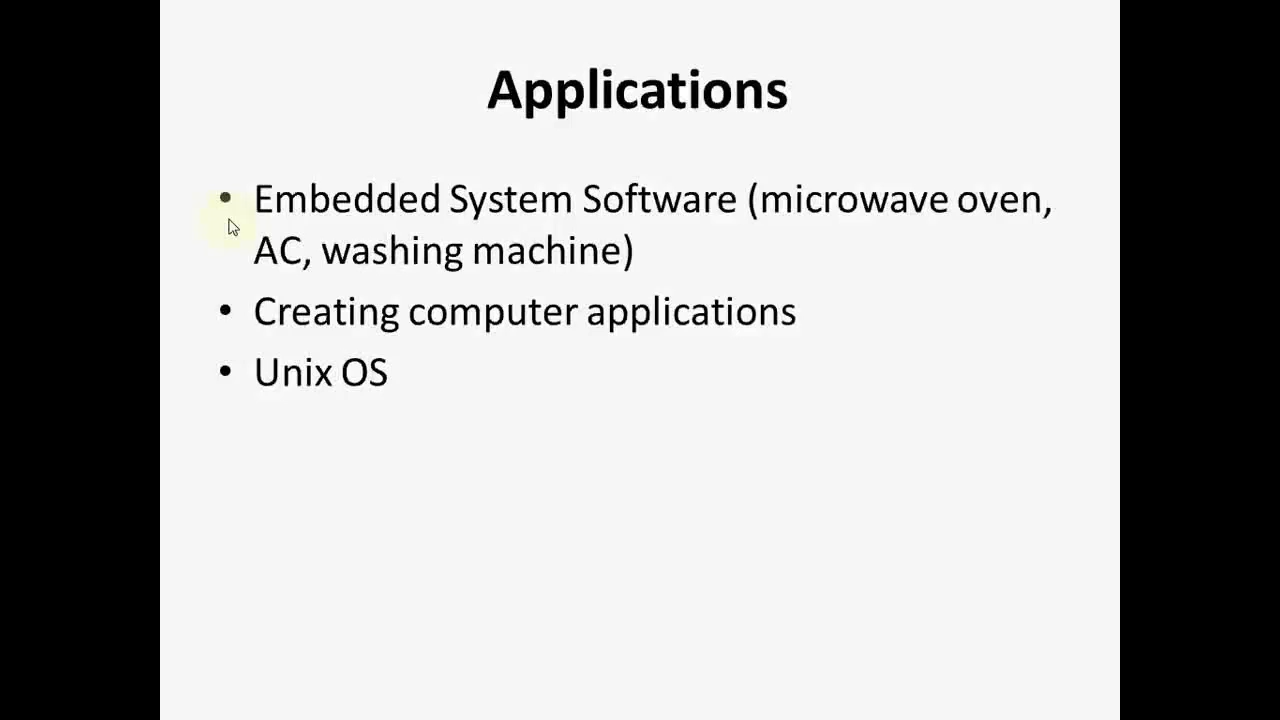 Applications
• Embedded System Software (microwave oven,
AC, washing machine)
• Creating computer applications
• Unix OS